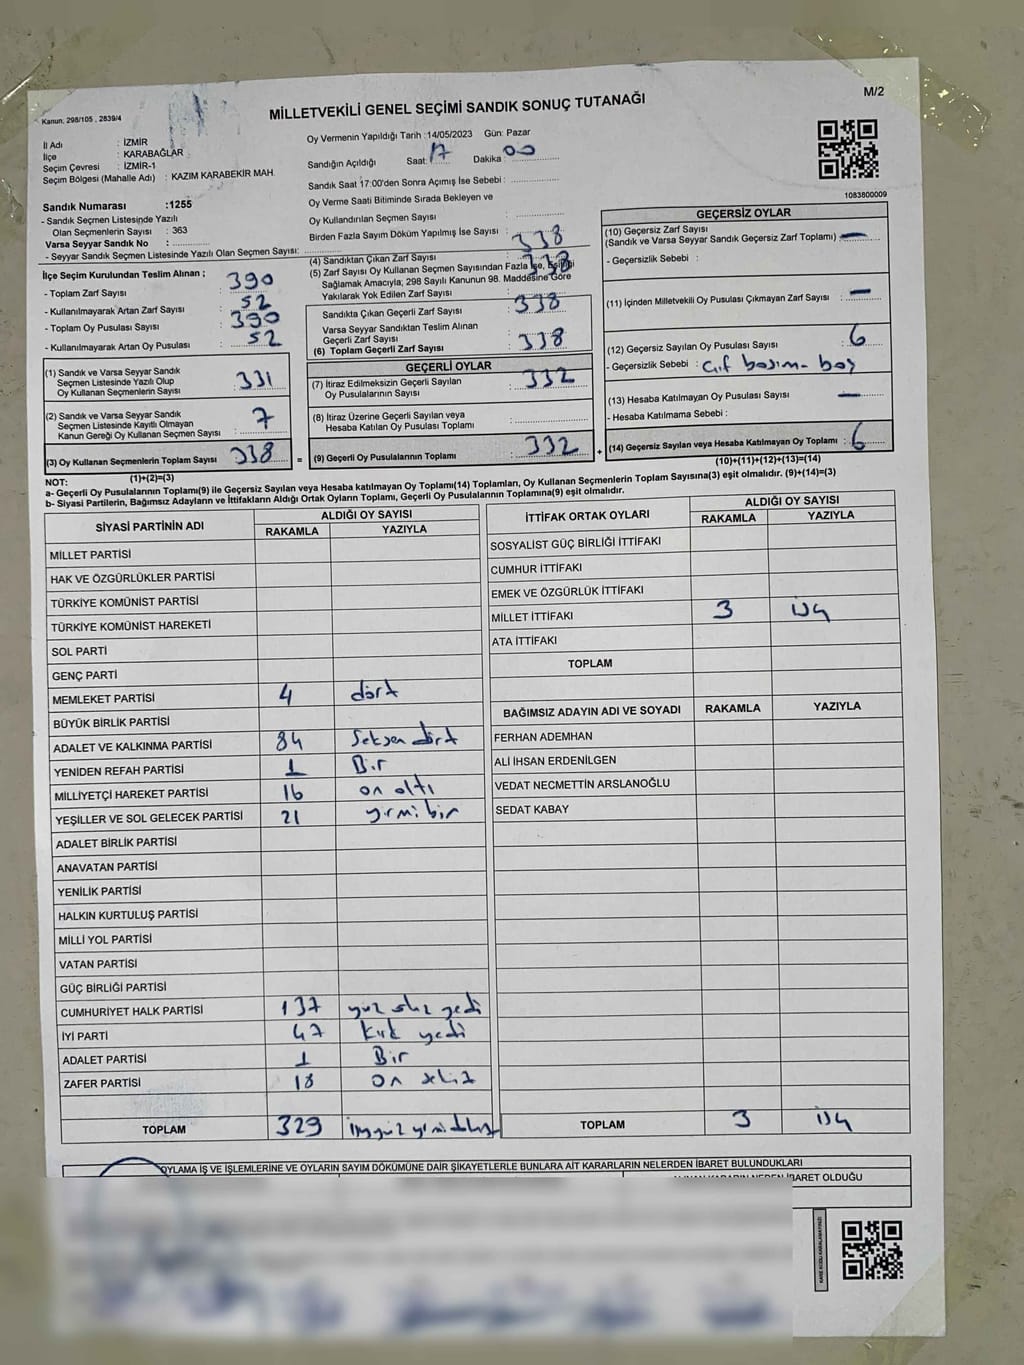 M/2
Kanun, 298/105 , 2839/4
MİLLETVEKİLİ GENEL SEÇİMİ SANDIK SONUÇ TUTANAĞI
İl Adı : İZMİR
İlçe : KARABAĞLAR
Seçim Çevresi : İZMİR-1
Seçim Bölgesi (Mahalle Adı) : KAZIM KARABEKİR MAH.
Sandık Numarası :1255
- Sandık Seçmen Listesinde Yazılı
Olan Seçmenlerin Sayısı : 363
Varsa Seyyar Sandık No :
- Seyyar Sandık Seçmen Listesinde Yazılı Olan Seçmen Sayısı:
Oy Vermenin Yapıldığı Tarih :14/05/2023 Gün: Pazar
Sandığın Açıldığı Saat: 17 Dakika : 00
Sandık Saat 17:00'den Sonra Açımış İse Sebebi :
Oy Verme Saati Bitiminde Sırada Bekleyen ve
Oy Kullandırılan Seçmen Sayısı :
Birden Fazla Sayım Döküm Yapılmış İse Sayısı :
1083800009
İlçe Seçim Kurulundan Teslim Alınan ;
- Toplam Zarf Sayısı : 390
- Kullanılmayarak Artan Zarf Sayısı : 52
- Toplam Oy Pusulası Sayısı : 390
- Kullanılmayarak Artan Oy Pusulası : 52
(1) Sandık ve Varsa Seyyar Sandık
Seçmen Listesinde Yazılı Olup
Oy Kullanan Seçmenlerin Sayısı : 331
(2) Sandık ve Varsa Seyyar Sandık
Seçmen Listesinde Kayıtlı Olmayan
Kanun Gereği Oy Kullanan Seçmen Sayısı : 7
(3) Oy Kullanan Seçmenlerin Toplam Sayısı 338
(1)+(2)=(3)
(4) Sandıktan Çıkan Zarf Sayısı : 338
(5) Zarf Sayısı Oy Kullanan Seçmen Sayısından Fazla İse, Eşitliği
Sağlamak Amacıyla; 298 Sayılı Kanunun 98. Maddesine Göre
Yakılarak Yok Edilen Zarf Sayısı : 338
Sandıkta Çıkan Geçerli Zarf Sayısı : 338
Varsa Seyyar Sandıktan Teslim Alınan
Geçerli Zarf Sayısı :
(6) Toplam Geçerli Zarf Sayısı : 338
GEÇERLİ OYLAR
(7) İtiraz Edilmeksizin Geçerli Sayılan
Oy Pusulalarının Sayısı : 332
(8) İtiraz Üzerine Geçerli Sayılan veya
Hesaba Katılan Oy Pusulası Toplamı :
= (9) Geçerli Oy Pusulalarının Toplamı : 332 +
GEÇERSİZ OYLAR
(10) Geçersiz Zarf Sayısı
(Sandık ve Varsa Seyyar Sandık Geçersiz Zarf Toplamı) : —
- Geçersizlik Sebebi :
(11) İçinden Milletvekili Oy Pusulası Çıkmayan Zarf Sayısı : —
(12) Geçersiz Sayılan Oy Pusulası Sayısı : 6
- Geçersizlik Sebebi : çif basım- boş
(13) Hesaba Katılmayan Oy Pusulası Sayısı : —
- Hesaba Katılmama Sebebi :
(14) Geçersiz Sayılan veya Hesaba Katılmayan Oy Toplamı : 6
(10)+(11)+(12)+(13)=(14)
NOT:
a- Geçerli Oy Pusulalarının Toplamı(9) ile Geçersiz Sayılan veya Hesaba katılmayan Oy Toplamı(14) Toplamları, Oy Kullanan Seçmenlerin Toplam Sayısına(3) eşit olmalıdır. (9)+(14)=(3)
b- Siyasi Partilerin, Bağımsız Adayların ve İttifakların Aldığı Ortak Oyların Toplamı, Geçerli Oy Pusulalarının Toplamına(9) eşit olmalıdır.
SİYASİ PARTİNİN ADI ALDIĞI OY SAYISI
RAKAMLA YAZIYLA
MİLLET PARTİSİ
HAK VE ÖZGÜRLÜKLER PARTİSİ
TÜRKİYE KOMÜNİST PARTİSİ
TÜRKİYE KOMÜNİST HAREKETİ
SOL PARTİ
GENÇ PARTİ
MEMLEKET PARTİSİ 4 dört
BÜYÜK BİRLİK PARTİSİ
ADALET VE KALKINMA PARTİSİ 84 Seksen dört
YENİDEN REFAH PARTİSİ 1 Bir
MİLLİYETÇİ HAREKET PARTİSİ 16 on altı
YEŞİLLER VE SOL GELECEK PARTİSİ 21 yirmi bir
ADALET BİRLİK PARTİSİ
ANAVATAN PARTİSİ
YENİLİK PARTİSİ
HALKIN KURTULUŞ PARTİSİ
MİLLİ YOL PARTİSİ
VATAN PARTİSİ
GÜÇ BİRLİĞİ PARTİSİ
CUMHURİYET HALK PARTİSİ 137 yüz otuz yedi
İYİ PARTİ 47 kırk yedi
ADALET PARTİSİ 1 Bir
ZAFER PARTİSİ 18 on sekiz
TOPLAM 329 üçyüz yirmi dokuz
İTTİFAK ORTAK OYLARI ALDIĞI OY SAYISI
RAKAMLA YAZIYLA
SOSYALİST GÜÇ BİRLİĞİ İTTİFAKI
CUMHUR İTTİFAKI
EMEK VE ÖZGÜRLÜK İTTİFAKI
MİLLET İTTİFAKI 3 üç
ATA İTTİFAKI
TOPLAM
BAĞIMSIZ ADAYIN ADI VE SOYADI RAKAMLA YAZIYLA
FERHAN ADEMHAN
ALİ İHSAN ERDENİLGEN
VEDAT NECMETTİN ARSLANOĞLU
SEDAT KABAY
TOPLAM 3 üç
OYLAMA İŞ VE İŞLEMLERİNE VE OYLARIN SAYIM DÖKÜMÜNE DAİR ŞİKAYETLERLE BUNLARA AİT KARARLARIN NELERDEN İBARET BULUNDUKLARI
İBARET OLDUĞU